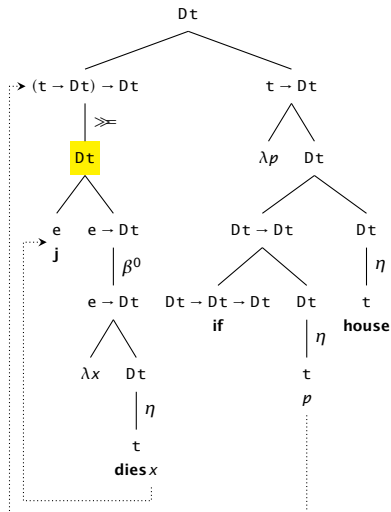 Dt
(t → Dt) → Dt t → Dt
≫=
Dt λp Dt
e e → Dt Dt → Dt Dt
j
β⁰ η
e → Dt Dt → Dt → Dt Dt t
if house
η
λx Dt t
p
η
t
dies x